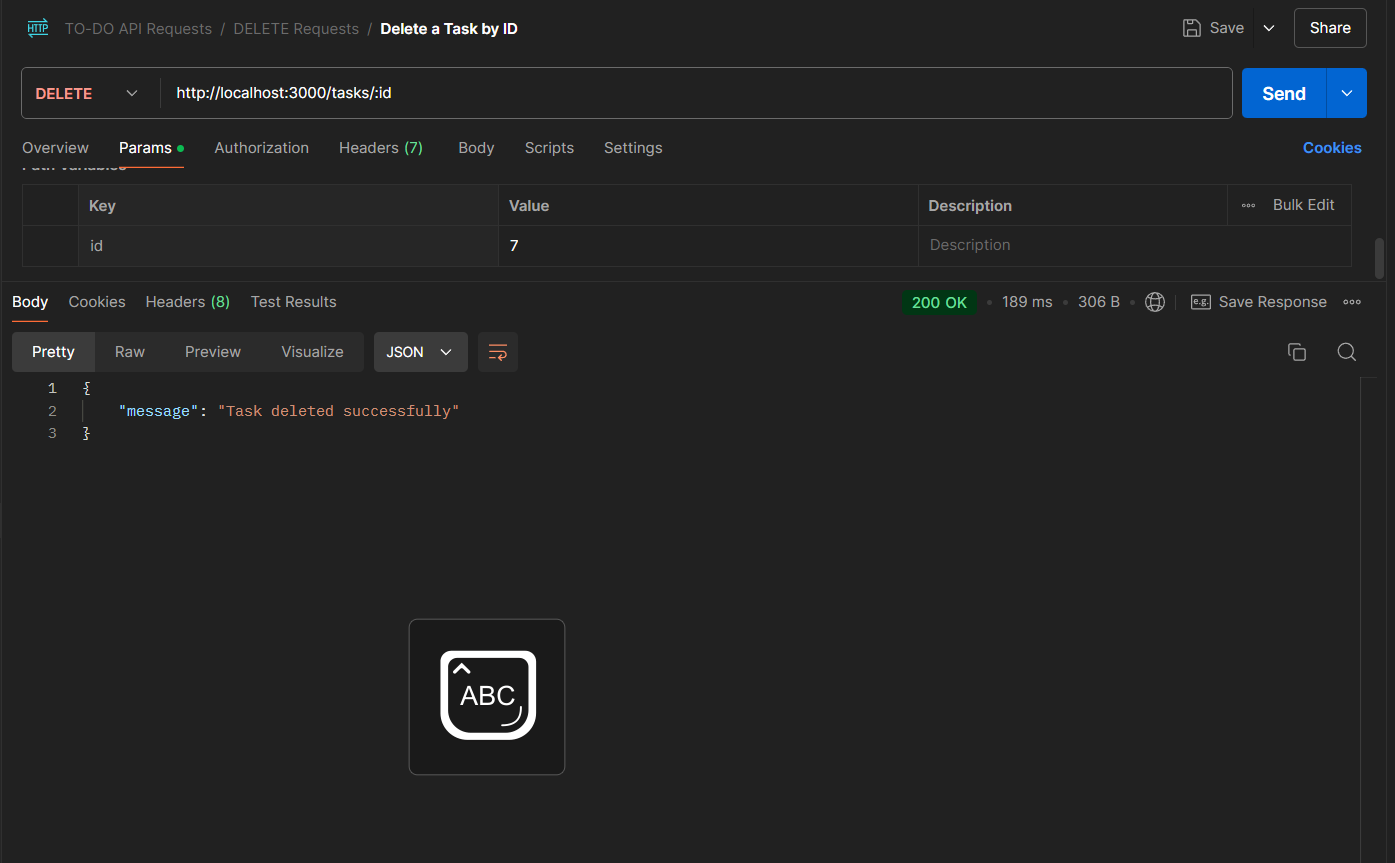 HTTP TO-DO API Requests / DELETE Requests / Delete a Task by ID Save Share
DELETE http://localhost:3000/tasks/:id Send
Overview Params Authorization Headers (7) Body Scripts Settings Cookies
Path Variables
Key Value Description Bulk Edit
id 7 Description
Body Cookies Headers (8) Test Results 200 OK 189 ms 306 B e.g. Save Response
Pretty Raw Preview Visualize JSON
1 {
2 "message": "Task deleted successfully"
3 }
ABC